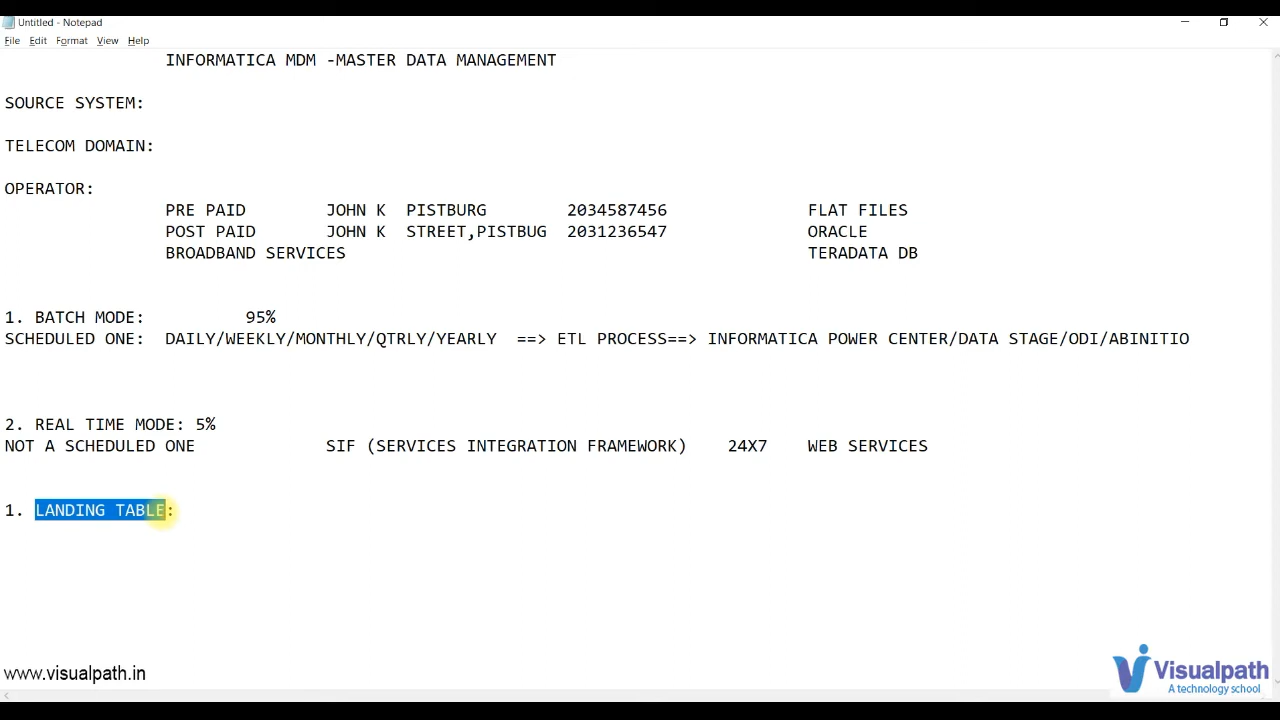 Untitled - Notepad
File Edit Format View Help
INFORMATICA MDM -MASTER DATA MANAGEMENT
SOURCE SYSTEM:
TELECOM DOMAIN:
OPERATOR:
PRE PAID JOHN K PISTBURG 2034587456 FLAT FILES
POST PAID JOHN K STREET,PISTBUG 2031236547 ORACLE
BROADBAND SERVICES TERADATA DB
1. BATCH MODE: 95%
SCHEDULED ONE: DAILY/WEEKLY/MONTHLY/QTRLY/YEARLY ==> ETL PROCESS==> INFORMATICA POWER CENTER/DATA STAGE/ODI/ABINITIO
2. REAL TIME MODE: 5%
NOT A SCHEDULED ONE SIF (SERVICES INTEGRATION FRAMEWORK) 24X7 WEB SERVICES
1. LANDING TABLE:
www.visualpath.in
Visualpath
A technology school